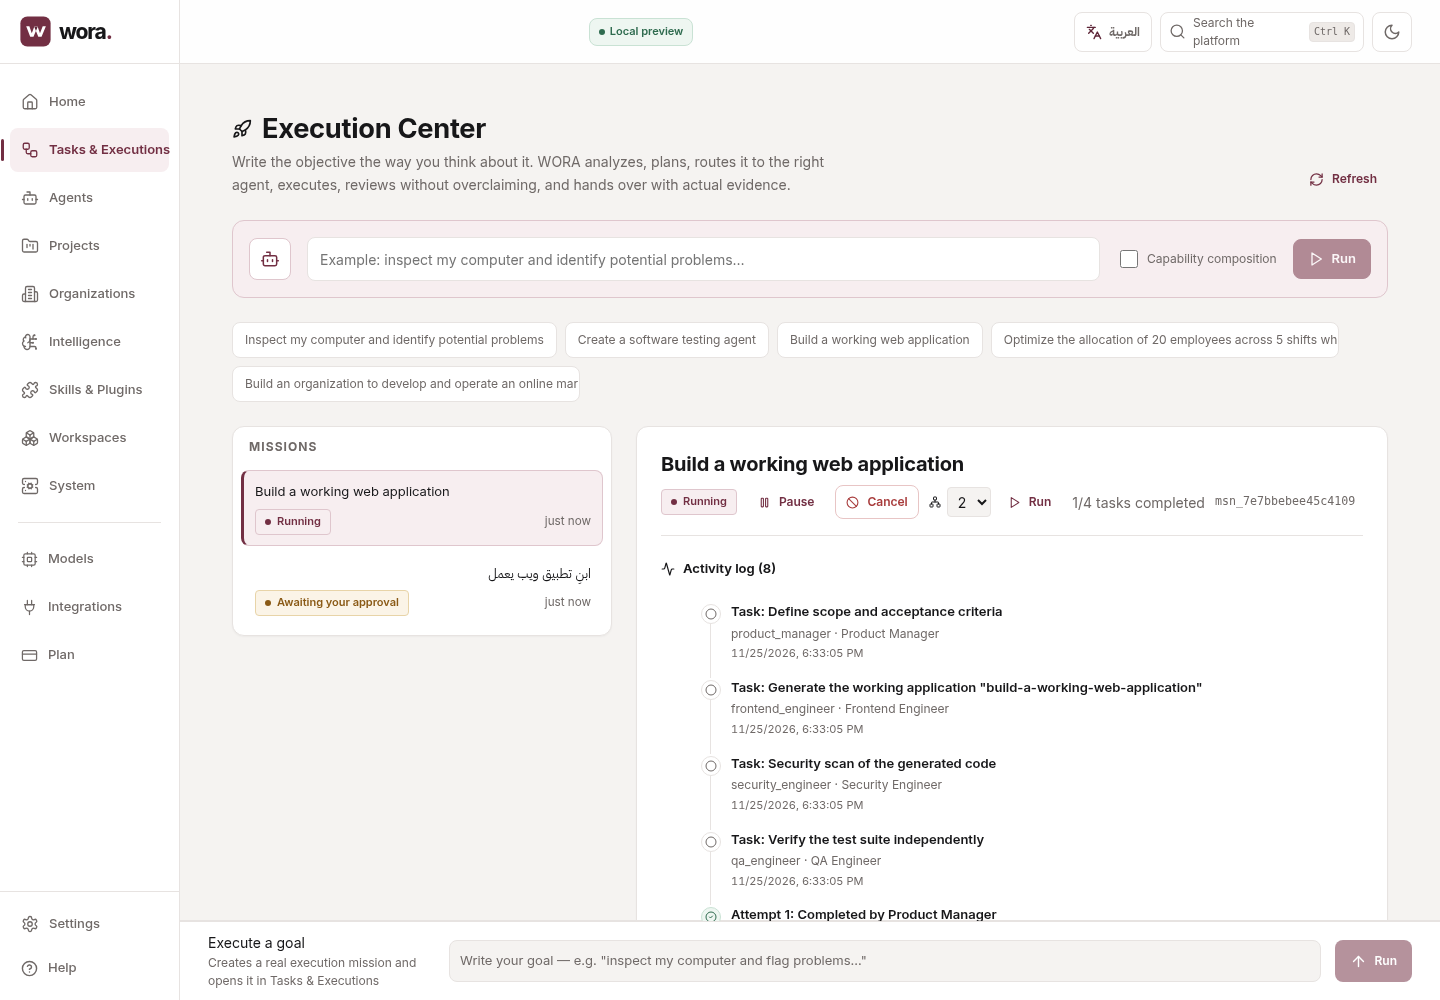 wora.
Local preview
العربية
Search the
platform
Ctrl K
Home
Tasks & Executions
Agents
Projects
Organizations
Intelligence
Skills & Plugins
Workspaces
System
Models
Integrations
Plan
Settings
Help
Execution Center
Write the objective the way you think about it. WORA analyzes, plans, routes it to the right
agent, executes, reviews without overclaiming, and hands over with actual evidence.
Refresh
Example: inspect my computer and identify potential problems...
Capability composition
Run
Inspect my computer and identify potential problems
Create a software testing agent
Build a working web application
Optimize the allocation of 20 employees across 5 shifts wh
Build an organization to develop and operate an online mar
MISSIONS
Build a working web application
Running
just now
ابنِ تطبيق ويب يعمل
Awaiting your approval
just now
Build a working web application
Running
Pause
Cancel
2
Run
1/4 tasks completed
msn_7e7bbebee45c4109
Activity log (8)
Task: Define scope and acceptance criteria
product_manager · Product Manager
11/25/2026, 6:33:05 PM
Task: Generate the working application "build-a-working-web-application"
frontend_engineer · Frontend Engineer
11/25/2026, 6:33:05 PM
Task: Security scan of the generated code
security_engineer · Security Engineer
11/25/2026, 6:33:05 PM
Task: Verify the test suite independently
qa_engineer · QA Engineer
11/25/2026, 6:33:05 PM
Attempt 1: Completed by Product Manager
Execute a goal
Creates a real execution mission and
opens it in Tasks & Executions
Write your goal — e.g. "inspect my computer and flag problems..."
Run